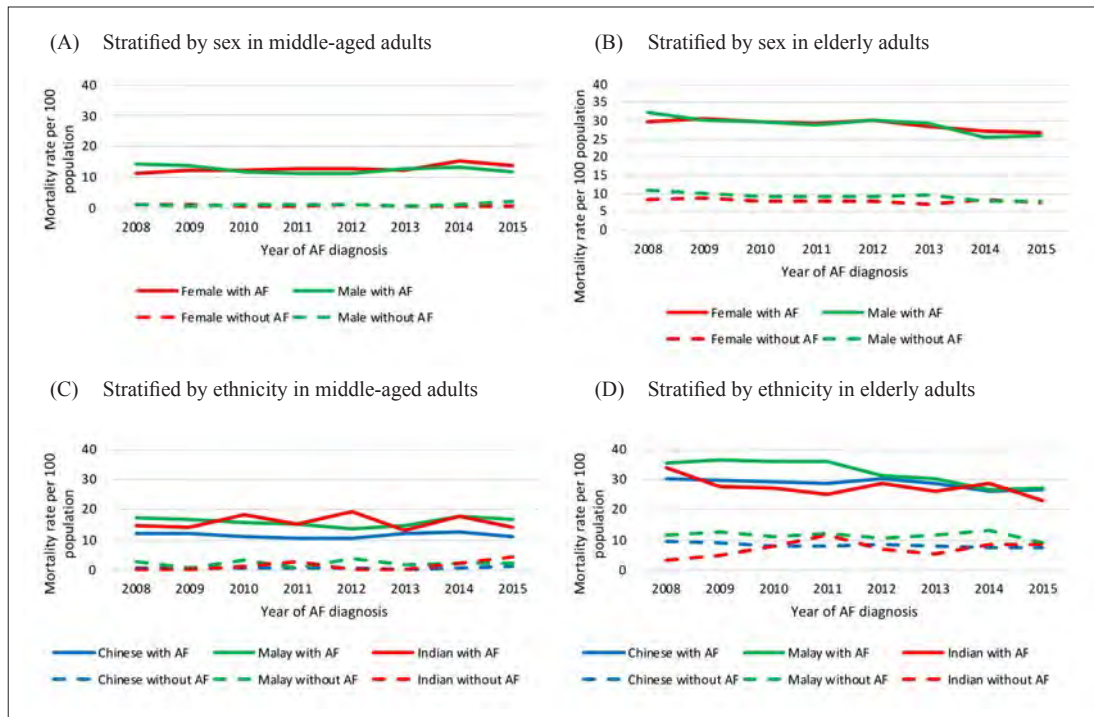 (A) Stratified by sex in middle-aged adults
Mortality rate per 100
population
40
30
20
10
0
2008 2009 2010 2011 2012 2013 2014 2015
Year of AF diagnosis
Female with AF Male with AF
Female without AF Male without AF
(B) Stratified by sex in elderly adults
Mortality rate per 100 population
40
35
30
25
20
15
10
5
0
2008 2009 2010 2011 2012 2013 2014 2015
Year of AF diagnosis
Female with AF Male with AF
Female without AF Male without AF
(C) Stratified by ethnicity in middle-aged adults
Mortality rate per 100
population
40
30
20
10
0
2008 2009 2010 2011 2012 2013 2014 2015
Year of AF diagnosis
Chinese with AF Malay with AF Indian with AF
Chinese without AF Malay without AF Indian without AF
(D) Stratified by ethnicity in elderly adults
Mortality rate per 100
population
40
30
20
10
0
2008 2009 2010 2011 2012 2013 2014 2015
Year of AF diagnosis
Chinese with AF Malay with AF Indian with AF
Chinese without AF Malay without AF Indian without AF